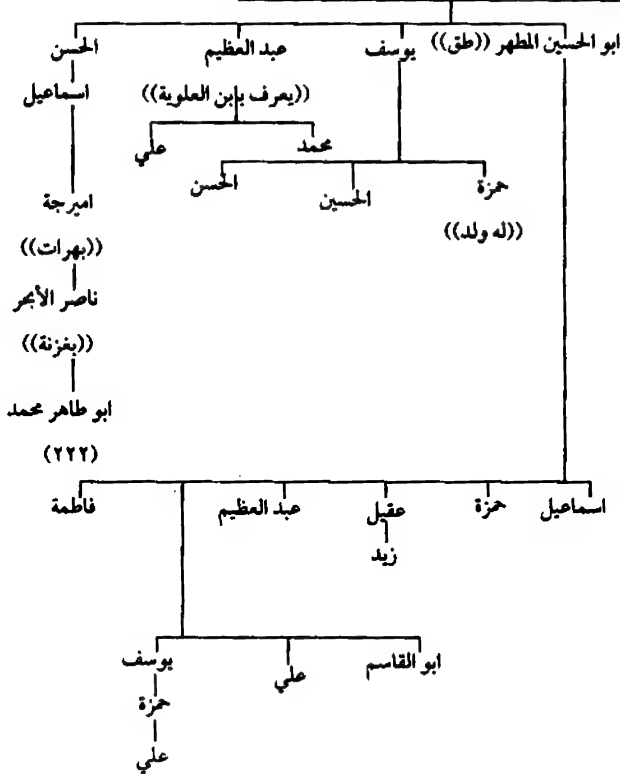 ابو الحسين المطهر ((طق)) يوسف عبد العظيم الحسن
((يعرف بابن العلوية)) اسماعيل
محمد علي
حمزة الحسين الحسن اميرجة
((له ولد)) ((بهرات))
ناصر الأبجر
((بغزنة))
ابو طاهر محمد
(٢٢٢)
اسماعيل حمزة عقيل عبد العظيم فاطمة
زيد
ابو القاسم علي يوسف
حمزة
علي